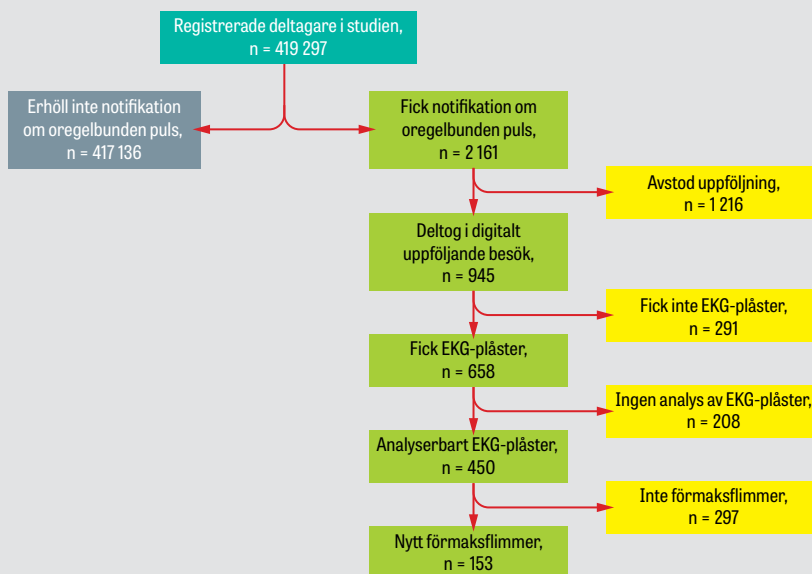 Registrerade deltagare i studien,
n = 419 297
Erhöll inte notifikation
om oregelbunden puls,
n = 417 136
Fick notifikation om
oregelbunden puls,
n = 2 161
Avstod uppföljning,
n = 1 216
Deltog i digitalt
uppföljande besök,
n = 945
Fick inte EKG-plåster,
n = 291
Fick EKG-plåster,
n = 658
Ingen analys av EKG-plåster,
n = 208
Analyserbart EKG-plåster,
n = 450
Inte förmaksflimmer,
n = 297
Nytt förmaksflimmer,
n = 153